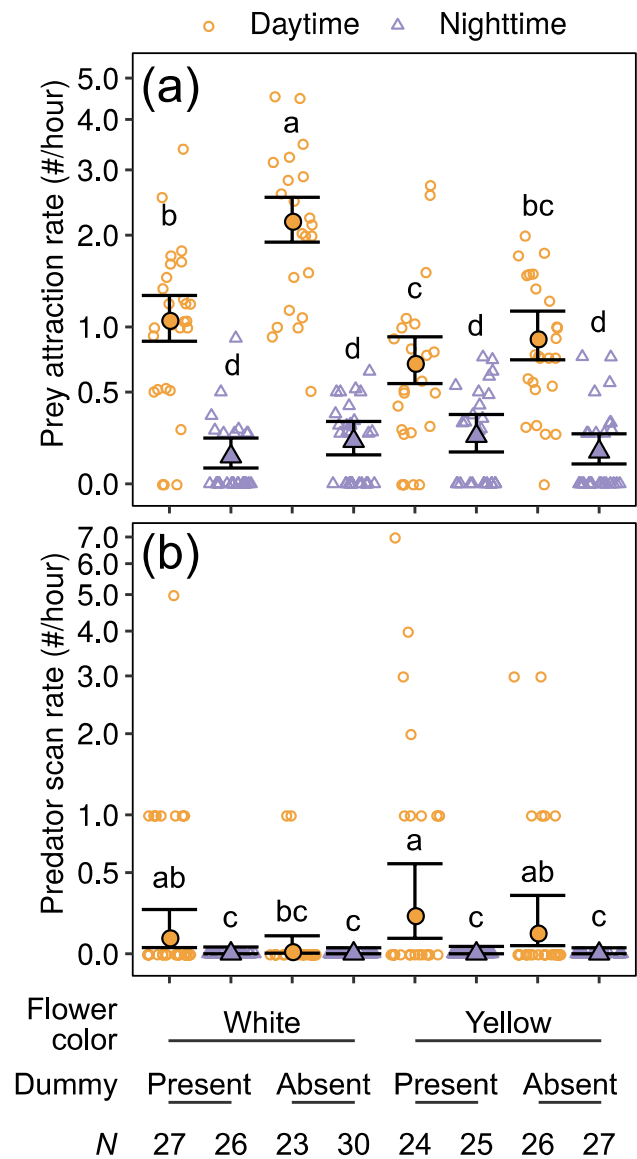 Daytime Nighttime
(a)
Prey attraction rate (#/hour)
5.0
4.0
3.0
2.0
1.0
0.5
0.0
b d a d c d bc d
(b)
Predator scan rate (#/hour)
7.0
6.0
5.0
4.0
3.0
2.0
1.0
0.5
0.0
ab c bc c a c ab c
Flower color White Yellow
Dummy Present Absent Present Absent
N 27 26 23 30 24 25 26 27